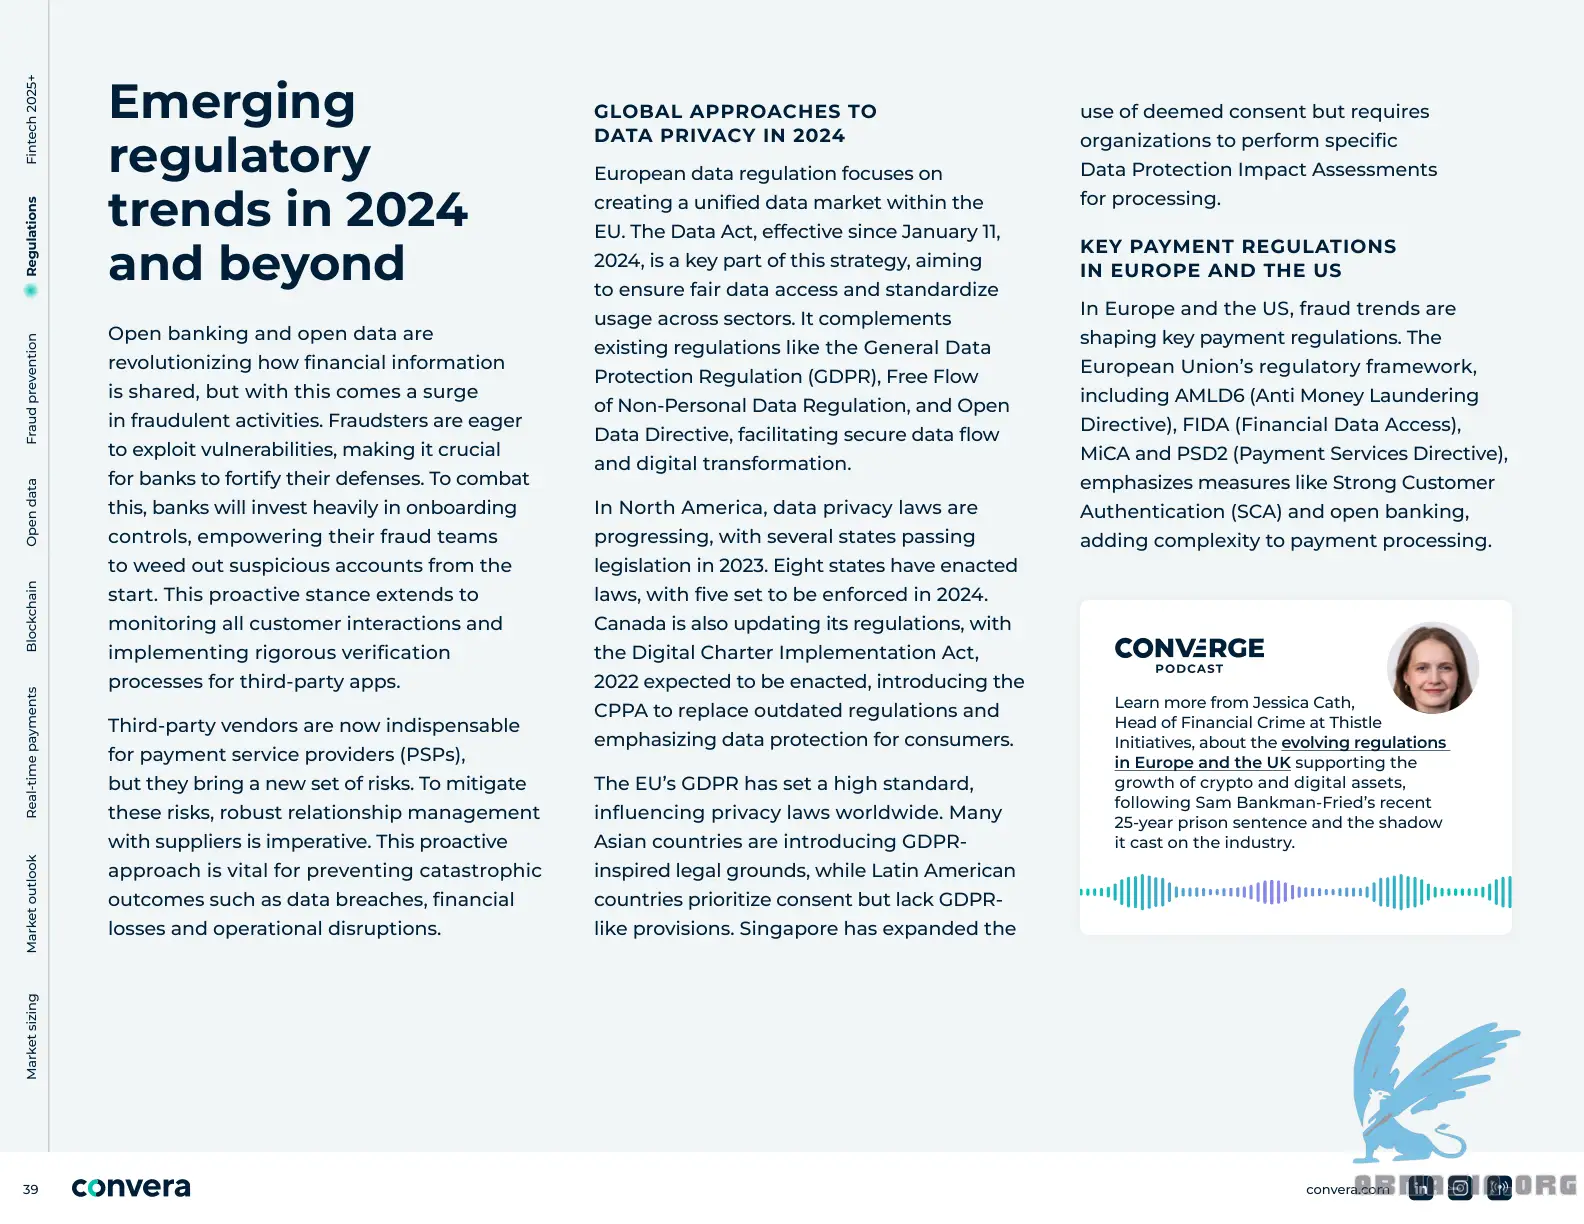 Fintech 2025+
Regulations
Fraud prevention
Open data
Blockchain
Real-time payments
Market outlook
Market sizing
Emerging
regulatory
trends in 2024
and beyond
Open banking and open data are
revolutionizing how financial information
is shared, but with this comes a surge
in fraudulent activities. Fraudsters are eager
to exploit vulnerabilities, making it crucial
for banks to fortify their defenses. To combat
this, banks will invest heavily in onboarding
controls, empowering their fraud teams
to weed out suspicious accounts from the
start. This proactive stance extends to
monitoring all customer interactions and
implementing rigorous verification
processes for third-party apps.
Third-party vendors are now indispensable
for payment service providers (PSPs),
but they bring a new set of risks. To mitigate
these risks, robust relationship management
with suppliers is imperative. This proactive
approach is vital for preventing catastrophic
outcomes such as data breaches, financial
losses and operational disruptions.
GLOBAL APPROACHES TO
DATA PRIVACY IN 2024
European data regulation focuses on
creating a unified data market within the
EU. The Data Act, effective since January 11,
2024, is a key part of this strategy, aiming
to ensure fair data access and standardize
usage across sectors. It complements
existing regulations like the General Data
Protection Regulation (GDPR), Free Flow
of Non-Personal Data Regulation, and Open
Data Directive, facilitating secure data flow
and digital transformation.
In North America, data privacy laws are
progressing, with several states passing
legislation in 2023. Eight states have enacted
laws, with five set to be enforced in 2024.
Canada is also updating its regulations, with
the Digital Charter Implementation Act,
2022 expected to be enacted, introducing the
CPPA to replace outdated regulations and
emphasizing data protection for consumers.
The EU's GDPR has set a high standard,
influencing privacy laws worldwide. Many
Asian countries are introducing GDPR-
inspired legal grounds, while Latin American
countries prioritize consent but lack GDPR-
like provisions. Singapore has expanded the
use of deemed consent but requires
organizations to perform specific
Data Protection Impact Assessments
for processing.
KEY PAYMENT REGULATIONS
IN EUROPE AND THE US
In Europe and the US, fraud trends are
shaping key payment regulations. The
European Union's regulatory framework,
including AMLD6 (Anti Money Laundering
Directive), FIDA (Financial Data Access),
MiCA and PSD2 (Payment Services Directive),
emphasizes measures like Strong Customer
Authentication (SCA) and open banking,
adding complexity to payment processing.
CONVERGE
PODCAST
Learn more from Jessica Cath,
Head of Financial Crime at Thistle
Initiatives, about the evolving regulations
in Europe and the UK supporting the
growth of crypto and digital assets,
following Sam Bankman-Fried's recent
25-year prison sentence and the shadow
it cast on the industry.
39
convera
convera.com